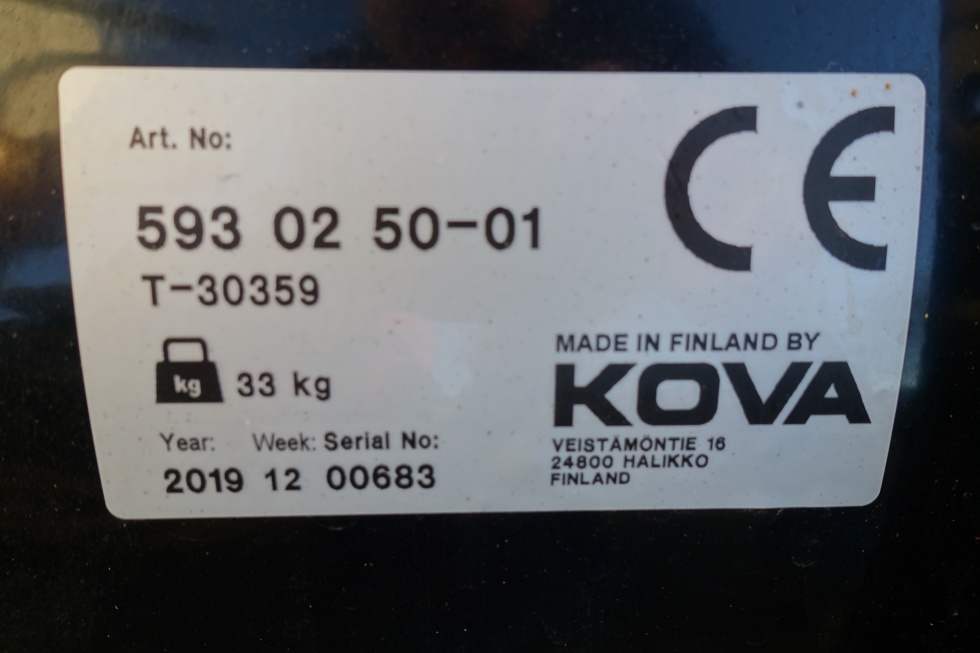 Art. No:
593 02 50-01
T-30359
kg 33 kg
Year: Week: Serial No:
2019 12 00683
CE
MADE IN FINLAND BY
KOVA
VEISTÄMÖNTIE 16
24800 HALIKKO
FINLAND